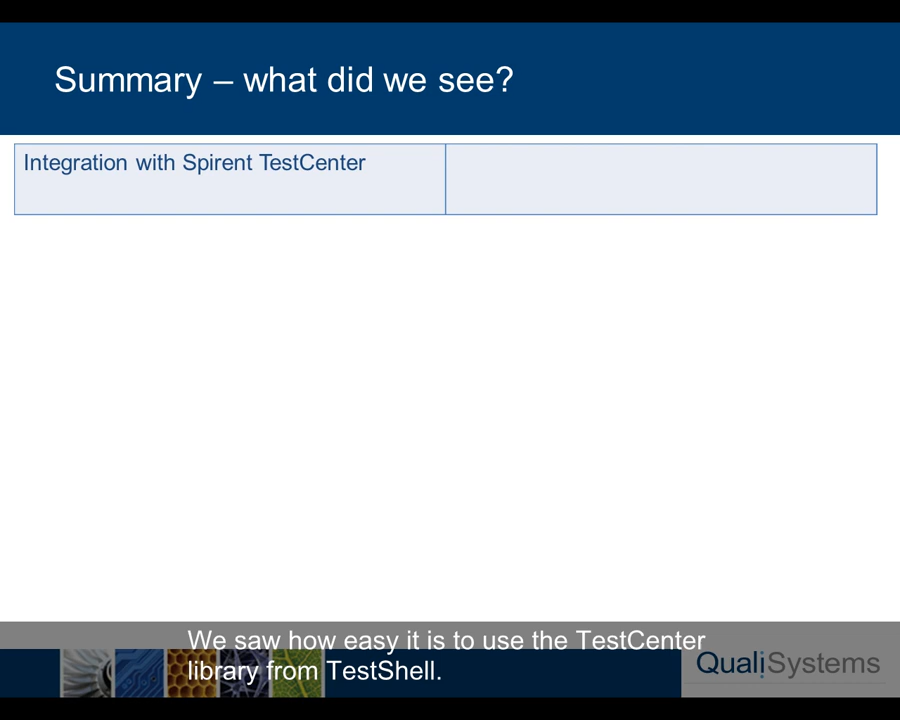 Summary – what did we see?
Integration with Spirent TestCenter
We saw how easy it is to use the TestCenter
library from TestShell.
QualiSystems